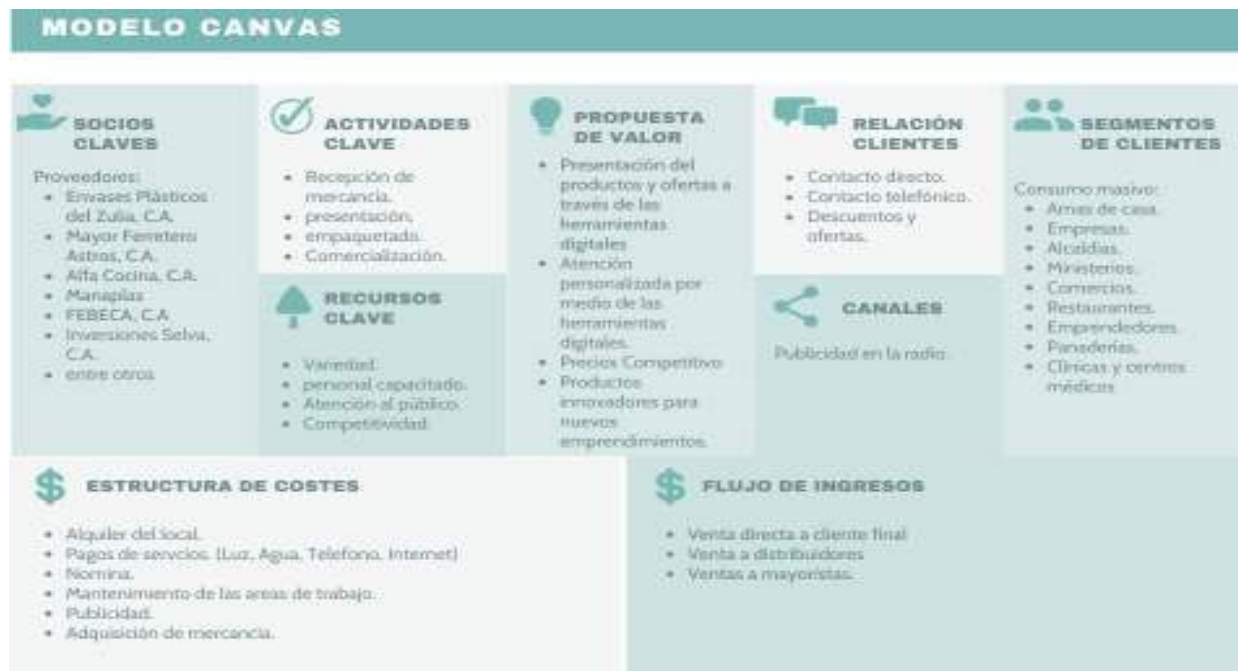 MODELO CANVAS
SOCIOS
CLAVES
Proveedores:
• Envases Plásticos
del Zulia, C.A.
• Mayor Ferretero
Astros, C.A.
• Alfa Cocina, C.A.
• Manaplas
• FEBECA, C.A
• Inversiones Selva,
C.A.
• entre otros
ACTIVIDADES
CLAVE
• Recepción de
mercancía.
• presentación,
• empaquetado.
• Comercialización.
RECURSOS
CLAVE
• Variedad.
• personal capacitado.
• Atención al público.
• Competitividad.
PROPUESTA
DE VALOR
• Presentación del
productos y ofertas a
través de las
herramientas
digitales
• Atención
personalizada por
medio de las
herramientas
digitales.
• Precios Competitivo
• Productos
innovadores para
nuevos
emprendimientos.
RELACIÓN
CLIENTES
• Contacto directo.
• Contacto telefónico.
• Descuentos y
ofertas.
CANALES
Publicidad en la radio.
SEGMENTOS
DE CLIENTES
Consumo masivo:
• Amas de casa.
• Empresas.
• Alcaldías.
• Ministerios.
• Comercios.
• Restaurantes.
• Emprendedores.
• Panaderías.
• Clínicas y centros
médicos
ESTRUCTURA DE COSTES
• Alquiler del local.
• Pagos de servcios. (Luz, Agua, Telefono, Internet)
• Nomina.
• Mantenimiento de las areas de trabajo.
• Publicidad.
• Adquisición de mercancía.
FLUJO DE INGRESOS
• Venta directa a cliente final
• Venta a distribuidores
• Ventas a mayoristas.